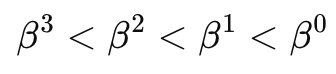 β³ < β² < β¹ < β⁰